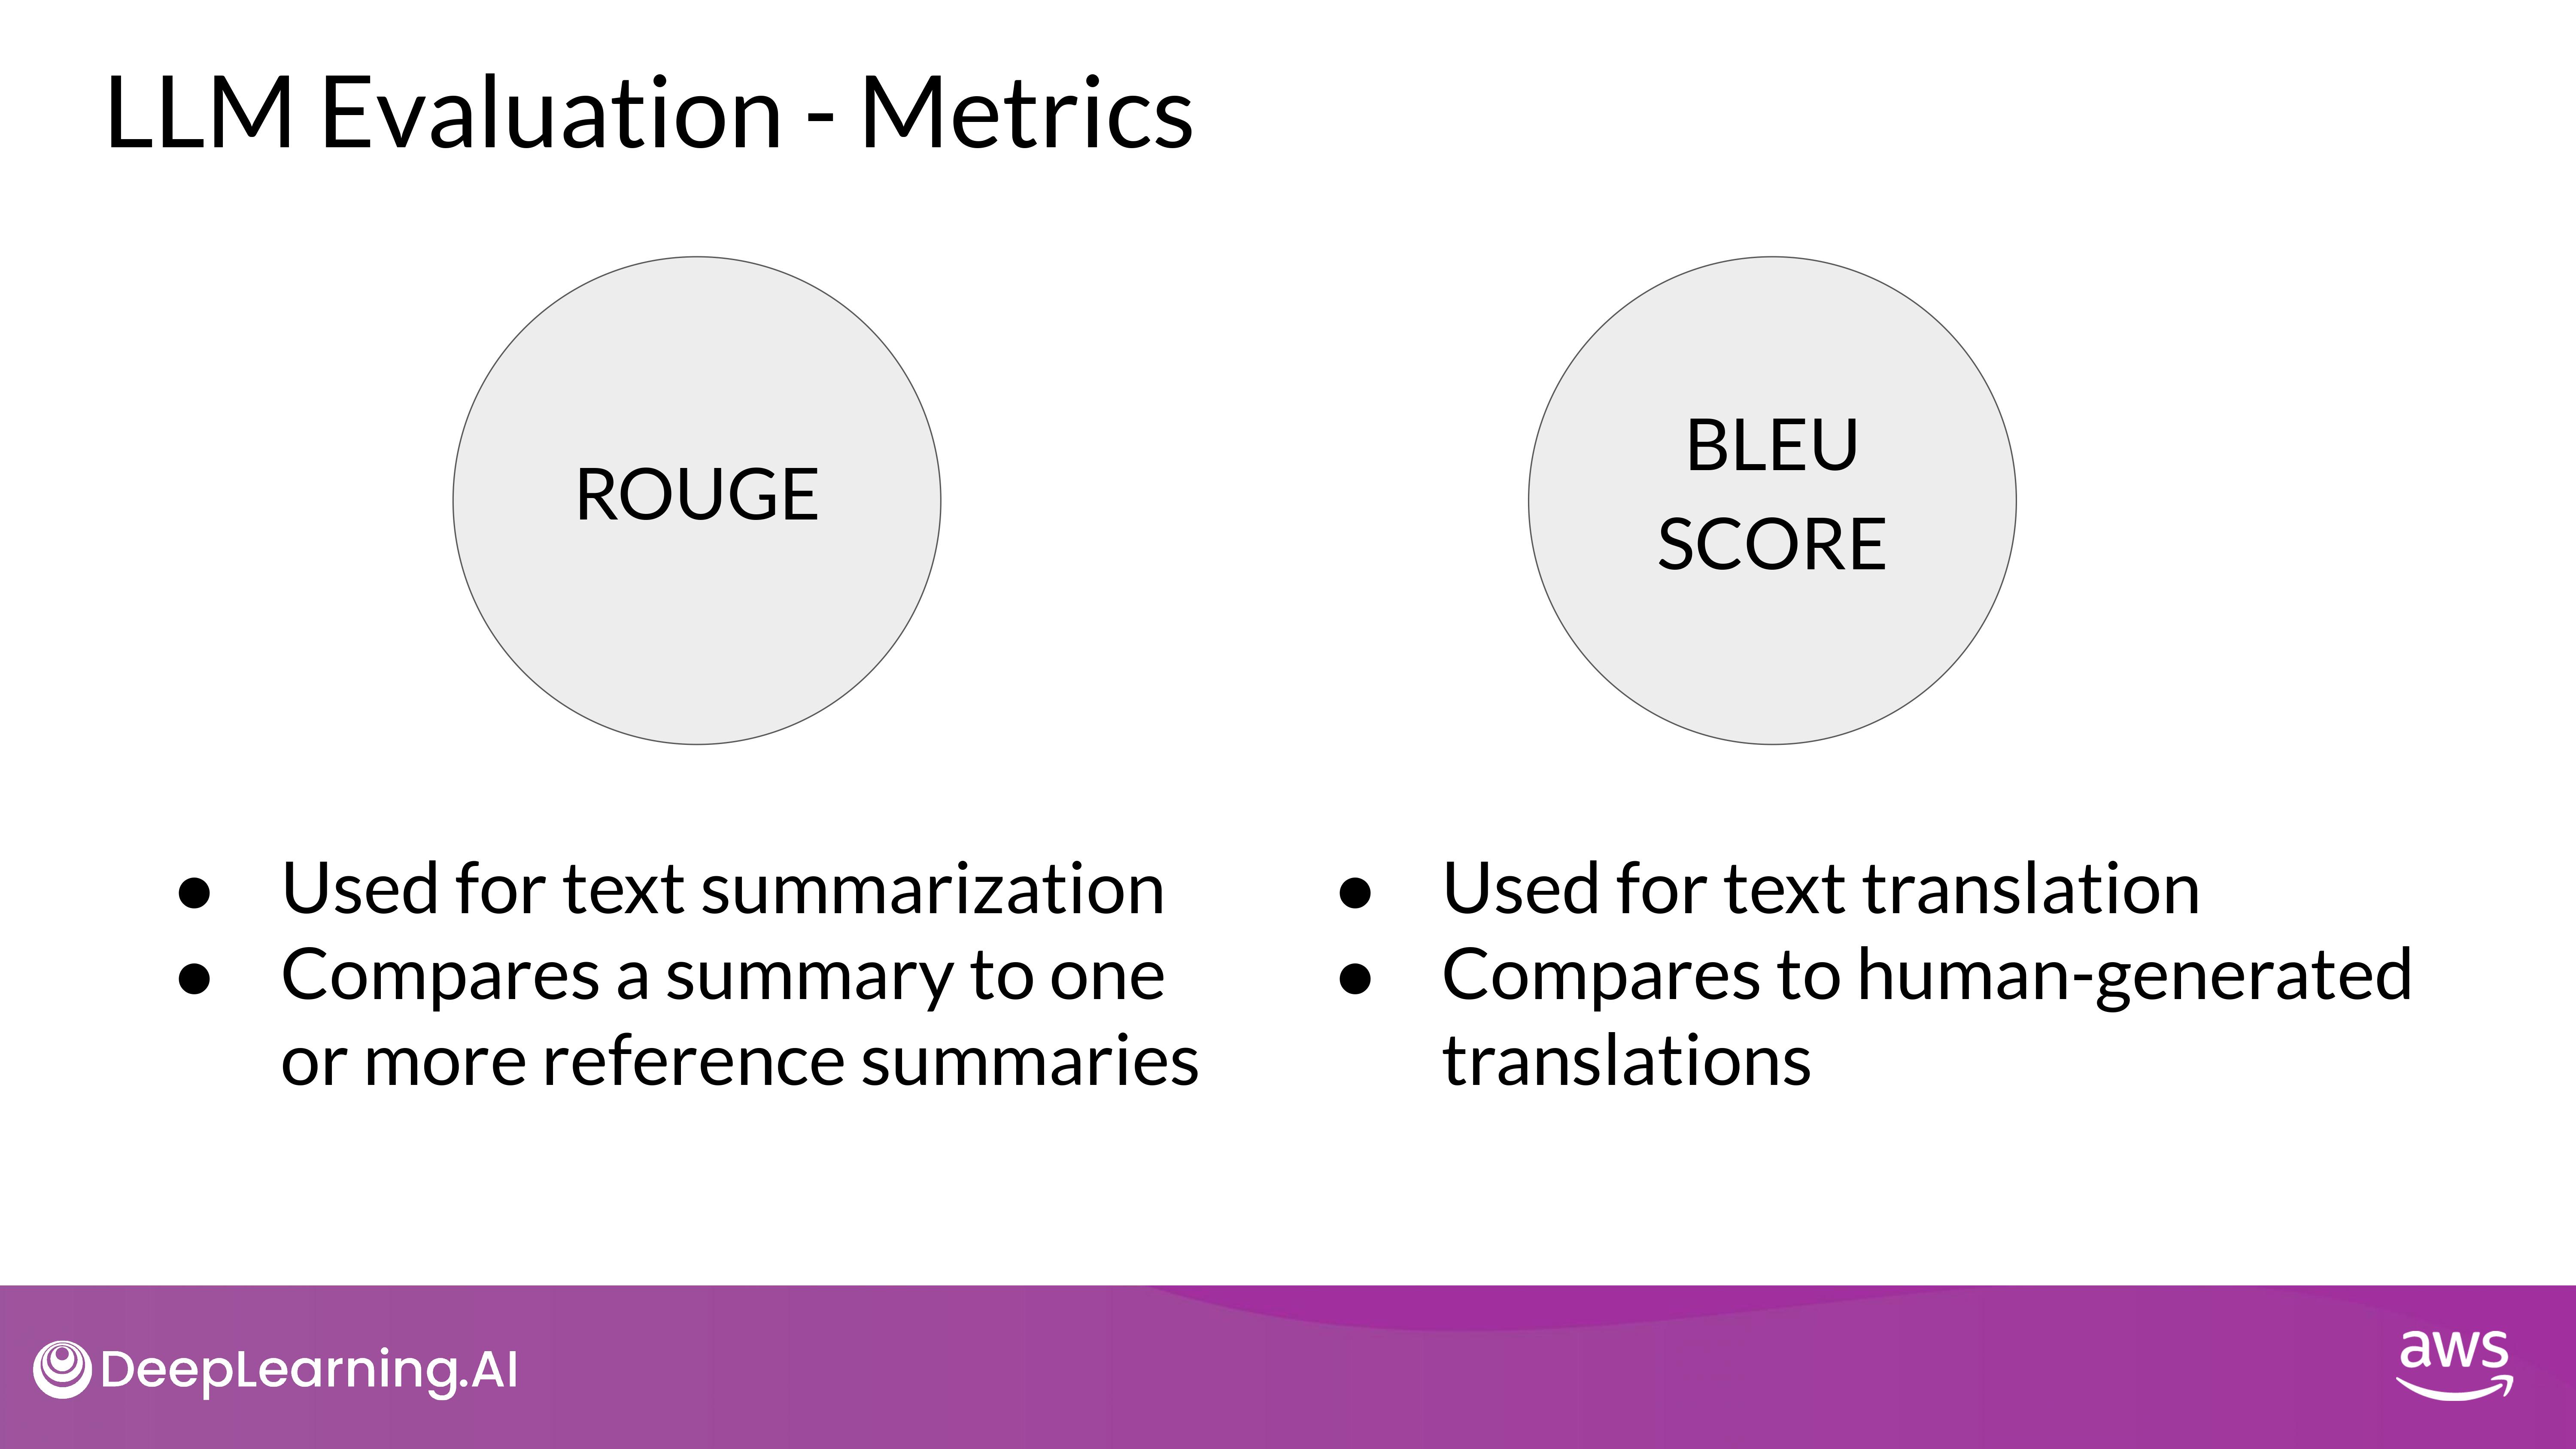 LLM Evaluation - Metrics
ROUGE
BLEU
SCORE
● Used for text summarization
● Compares a summary to one
or more reference summaries
● Used for text translation
● Compares to human-generated
translations
DeepLearning.AI
aws